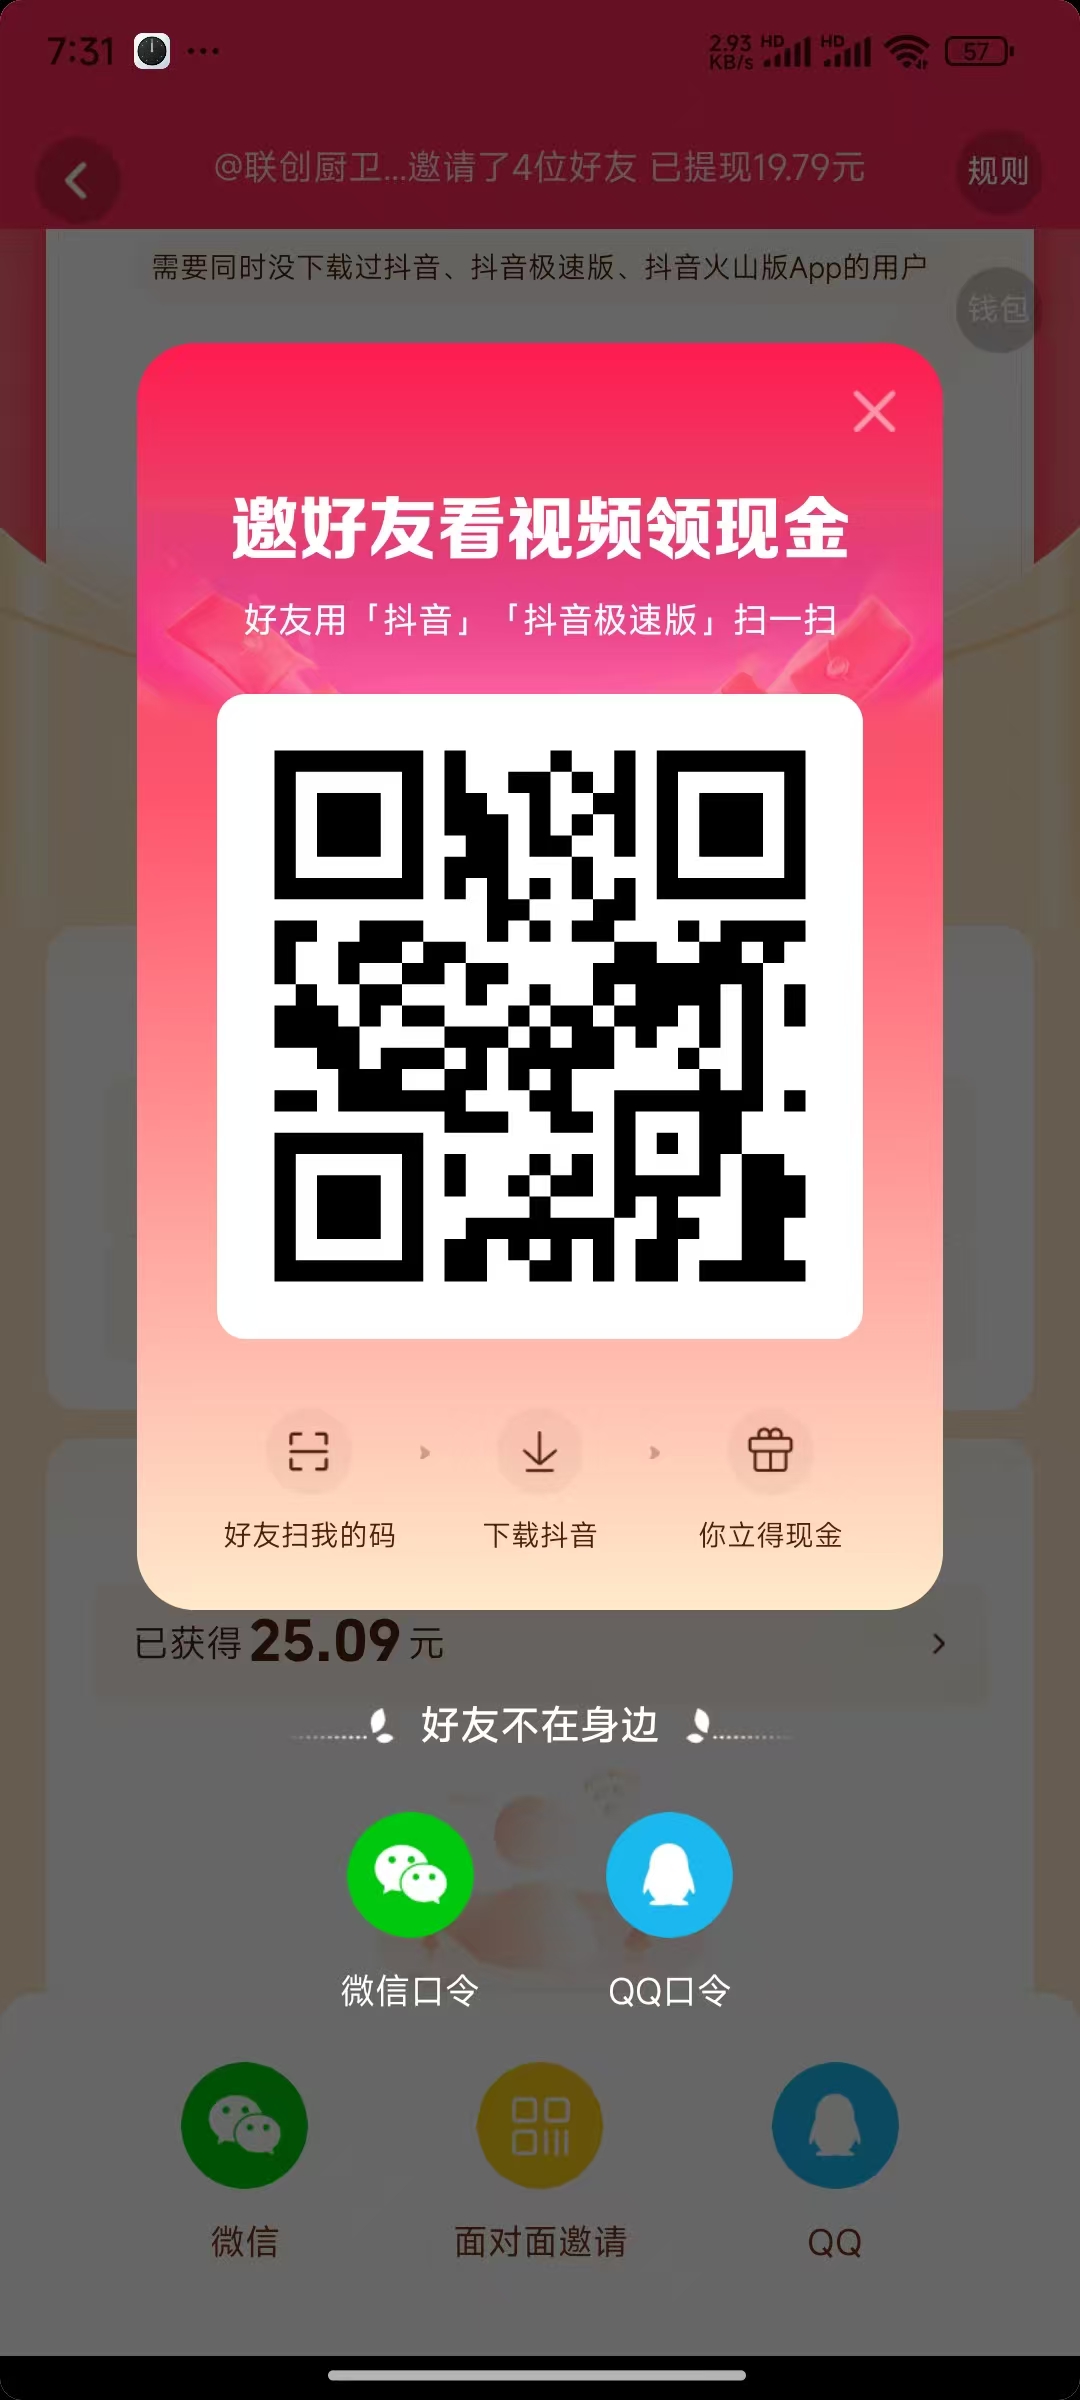 7:31
2.93
KB/s
HD
HD
57
@联创厨卫...邀请了4位好友 已提现19.79元
规则
需要同时没下载过抖音、抖音极速版、抖音火山版App的用户
钱包
邀好友看视频领现金
好友用「抖音」「抖音极速版」扫一扫
好友扫我的码
下载抖音
你立得现金
已获得25.09元
好友不在身边
微信口令
QQ口令
微信
面对面邀请
QQ